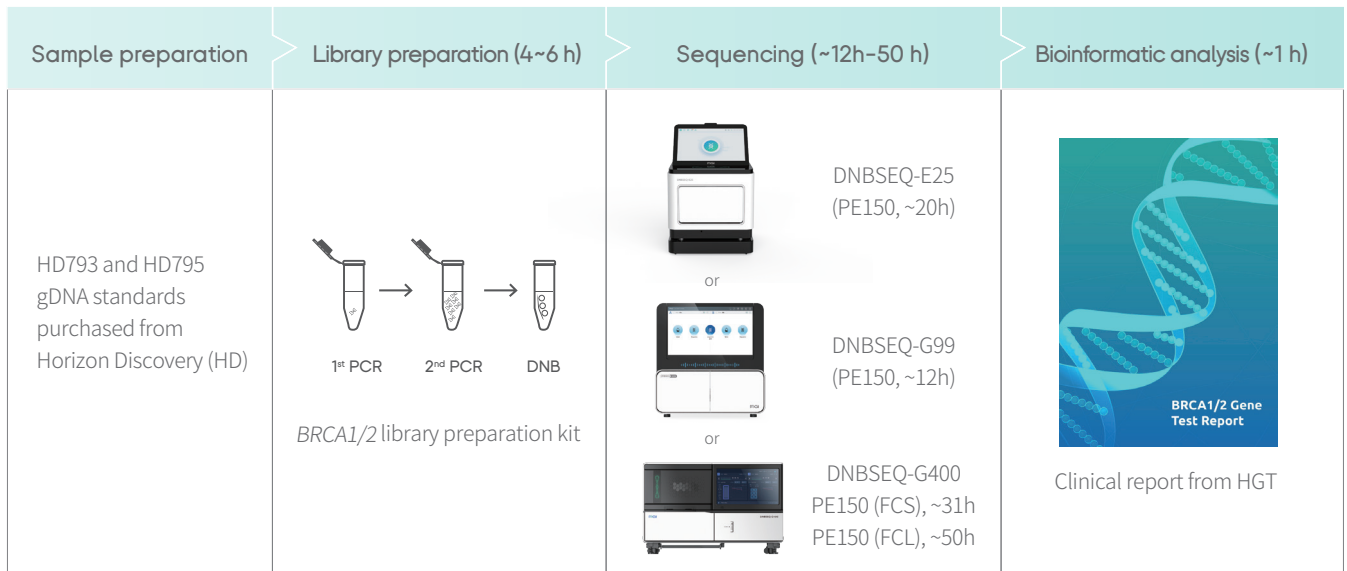 Sample preparation
Library preparation (4~6 h)
Sequencing (~12h-50 h)
Bioinformatic analysis (~1 h)
HD793 and HD795
gDNA standards
purchased from
Horizon Discovery (HD)
1st PCR
2nd PCR
DNB
BRCA1/2 library preparation kit
DNBSEQ-E25
(PE150, ~20h)
or
DNBSEQ-G99
(PE150, ~12h)
or
DNBSEQ-G400
PE150 (FCS), ~31h
PE150 (FCL), ~50h
BRCA1/2 Gene
Test Report
Clinical report from HGT